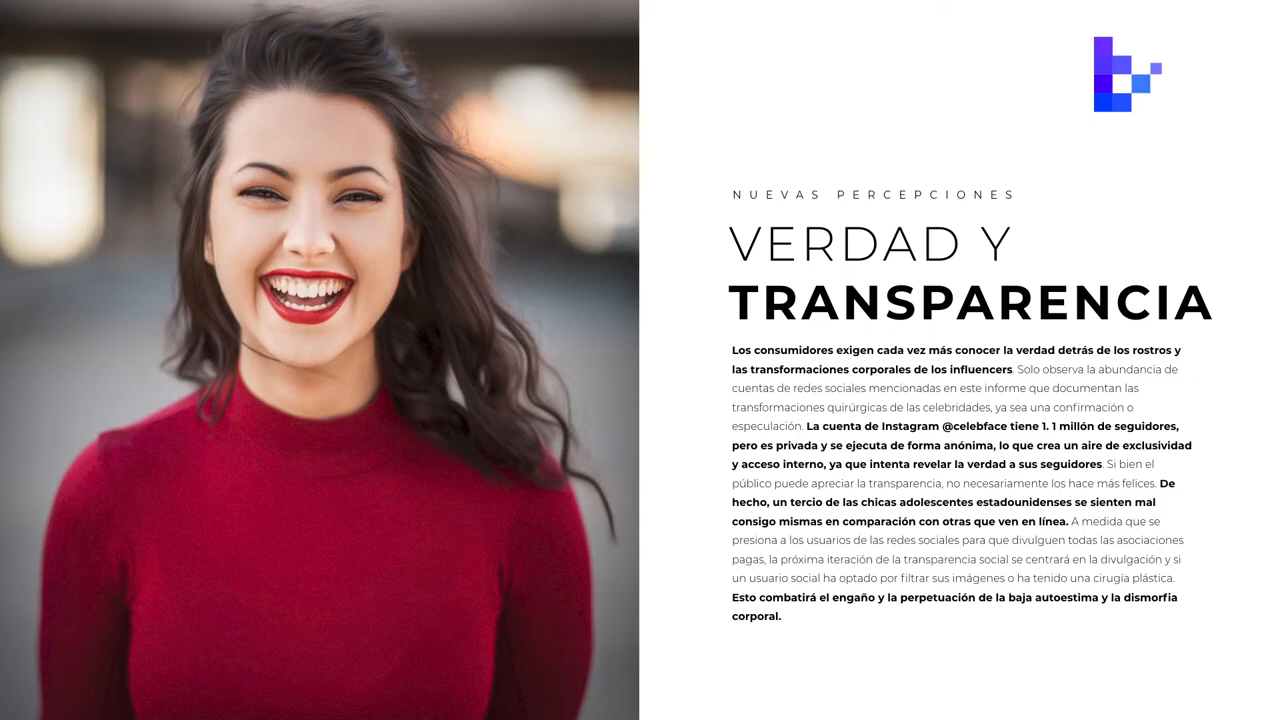 NUEVAS PERCEPCIONES
VERDAD Y
TRANSPARENCIA
Los consumidores exigen cada vez más conocer la verdad detrás de los rostros y
las transformaciones corporales de los influencers. Solo observa la abundancia de
cuentas de redes sociales mencionadas en este informe que documentan las
transformaciones quirúrgicas de las celebridades, ya sea una confirmación o
especulación. La cuenta de Instagram @celebface tiene 1. 1 millón de seguidores,
pero es privada y se ejecuta de forma anónima, lo que crea un aire de exclusividad
y acceso interno, ya que intenta revelar la verdad a sus seguidores. Si bien el
público puede apreciar la transparencia, no necesariamente los hace más felices. De
hecho, un tercio de las chicas adolescentes estadounidenses se sienten mal
consigo mismas en comparación con otras que ven en línea. A medida que se
presiona a los usuarios de las redes sociales para que divulguen todas las asociaciones
pagas, la próxima iteración de la transparencia social se centrará en la divulgación y si
un usuario social ha optado por filtrar sus imágenes o ha tenido una cirugía plástica.
Esto combatirá el engaño y la perpetuación de la baja autoestima y la dismorfia
corporal.